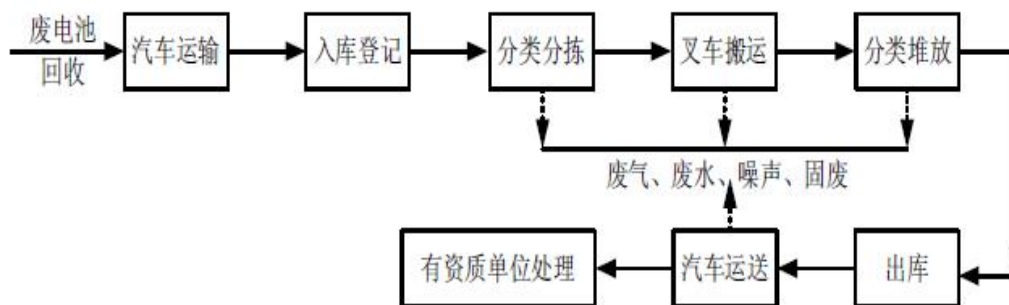 废电池
回收
汽车运输
入库登记
分类分拣
叉车搬运
分类堆放
废气、废水、噪声、固废
有资质单位处理
汽车运送
出库